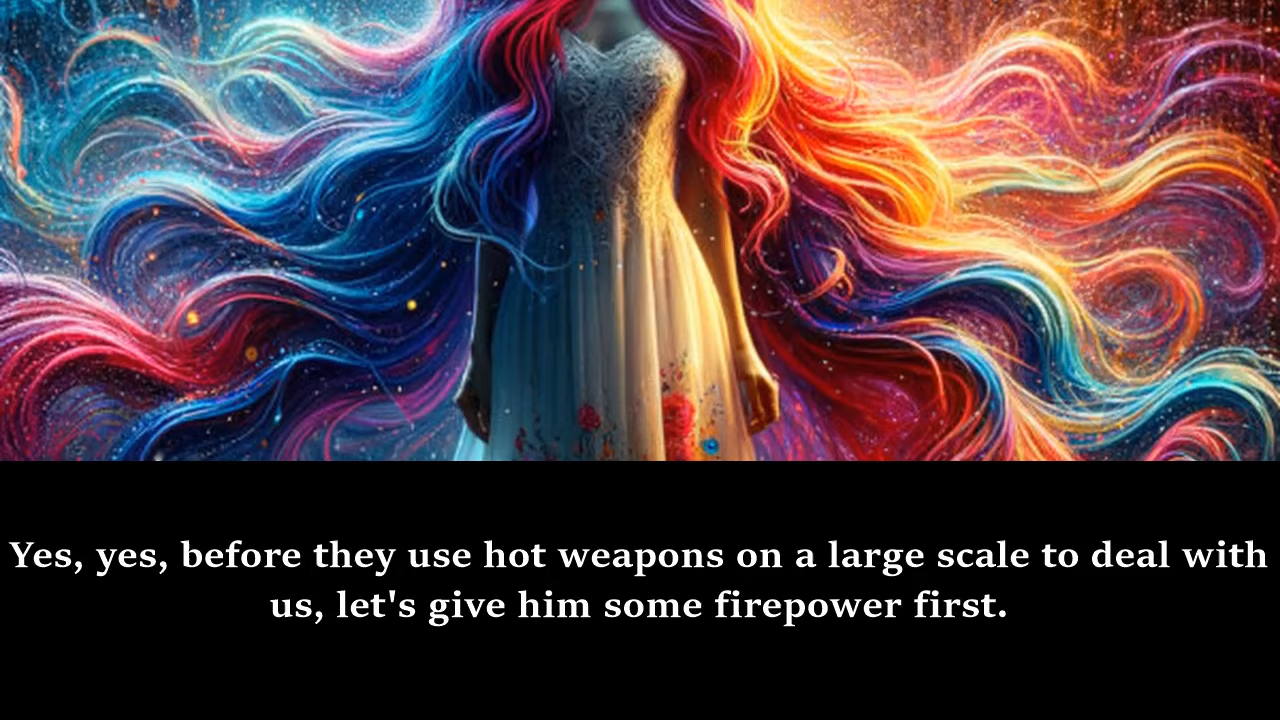 Yes, yes, before they use hot weapons on a large scale to deal with
us, let's give him some firepower first.